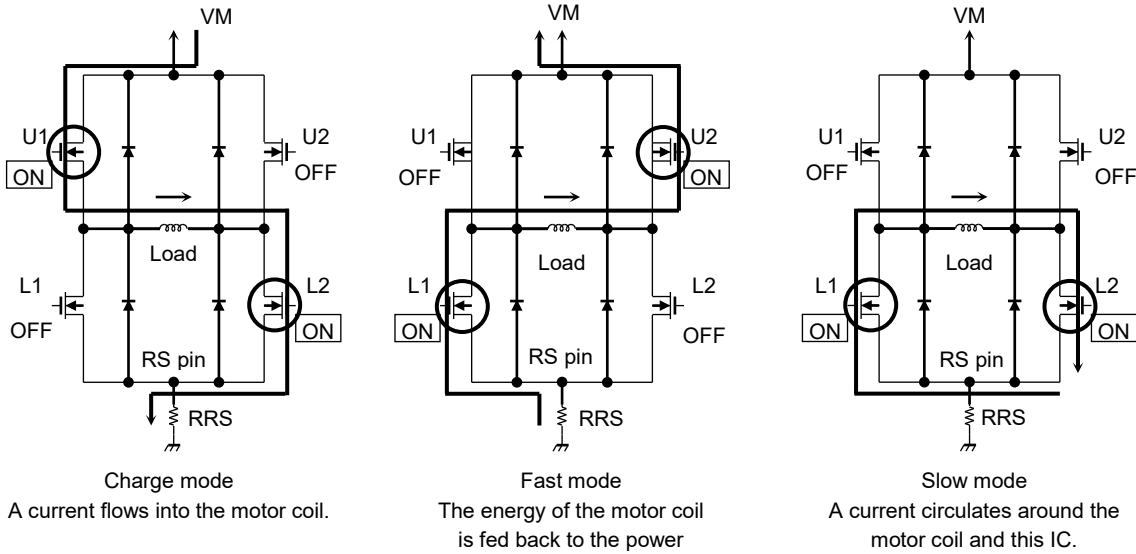 VM
U1
ON
U2
OFF
Load
L1
OFF
L2
ON
RS pin
RRS
Charge mode
A current flows into the motor coil.
VM
U1
OFF
U2
ON
Load
L1
ON
L2
OFF
RS pin
RRS
Fast mode
The energy of the motor coil
is fed back to the power
VM
U1
OFF
U2
OFF
Load
L1
ON
L2
ON
RS pin
RRS
Slow mode
A current circulates around the
motor coil and this IC.